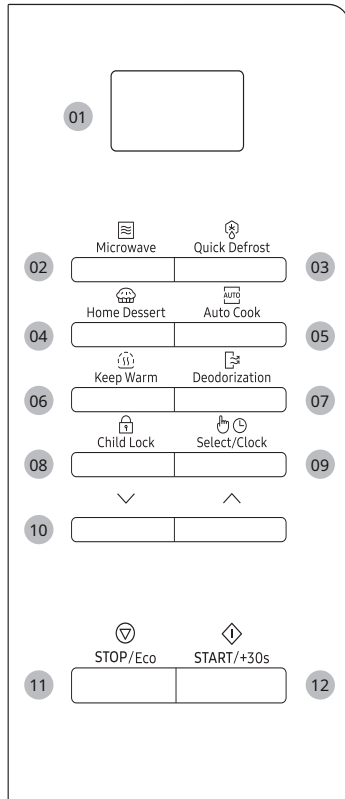 01
Microwave Quick Defrost
02 03
Home Dessert AUTO Auto Cook
04 05
Keep Warm Deodorization
06 07
Child Lock Select/Clock
08 09
10
STOP/Eco START/+30s
11 12